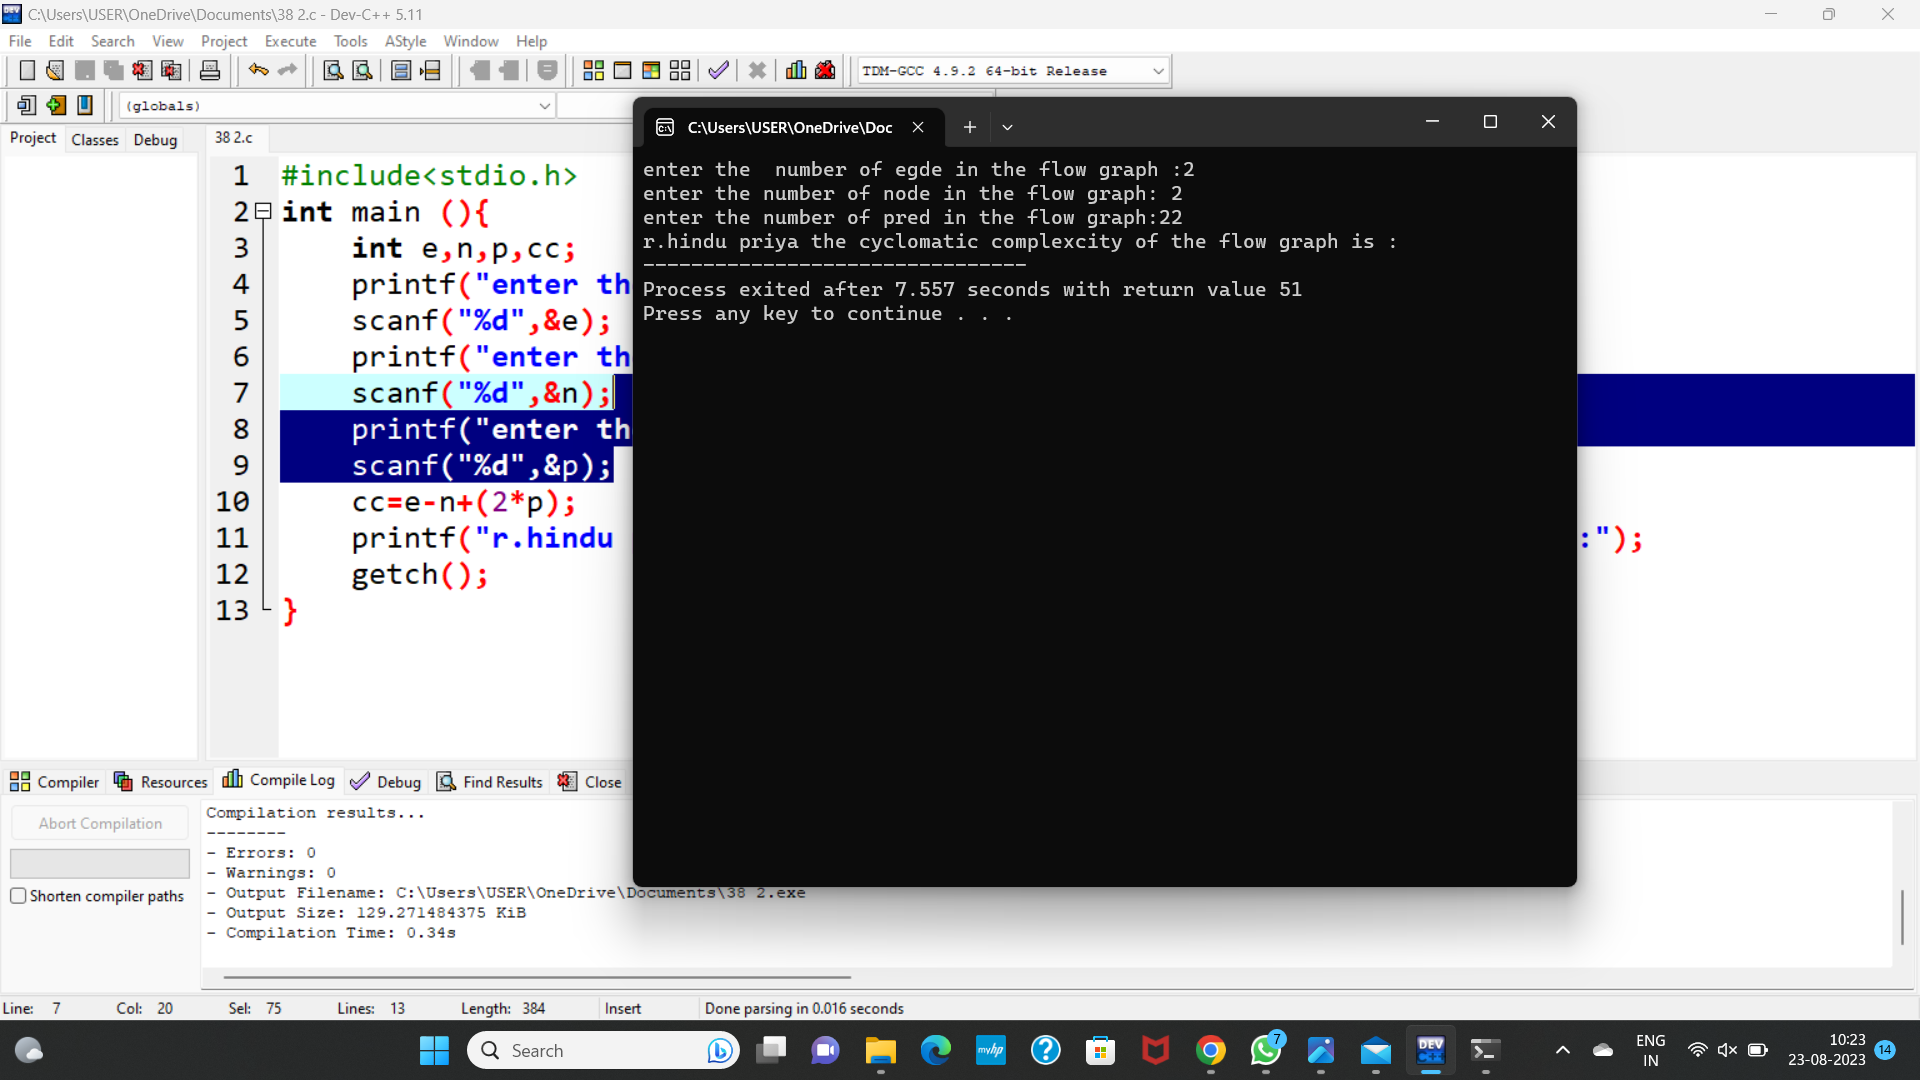 C:\Users\USER\OneDrive\Documents\38 2.c - Dev-C++ 5.11
File Edit Search View Project Execute Tools AStyle Window Help
TDM-GCC 4.9.2 64-bit Release
(globals)
Project Classes Debug
38 2.c
1 #include<stdio.h>
2 int main (){
3 int e,n,p,cc;
4 printf("enter th
5 scanf("%d",&e);
6 printf("enter th
7 scanf("%d",&n);
8 printf("enter th
9 scanf("%d",&p);
10 cc=e-n+(2*p);
11 printf("r.hindu :");
12 getch();
13 }
C:\Users\USER\OneDrive\Doc
enter the  number of egde in the flow graph :2
enter the number of node in the flow graph: 2
enter the number of pred in the flow graph:22
r.hindu priya the cyclomatic complexcity of the flow graph is :
--------------------------------
Process exited after 7.557 seconds with return value 51
Press any key to continue . . .
Compiler Resources Compile Log Debug Find Results Close
Abort Compilation
Shorten compiler paths
Compilation results...
--------
- Errors: 0
- Warnings: 0
- Output Filename: C:\Users\USER\OneDrive\Documents\38 2.exe
- Output Size: 129.271484375 KiB
- Compilation Time: 0.34s
Line: 7 Col: 20 Sel: 75 Lines: 13 Length: 384 Insert Done parsing in 0.016 seconds
Search
myhp
7
DEV C++
ENG
IN
10:23
23-08-2023
14